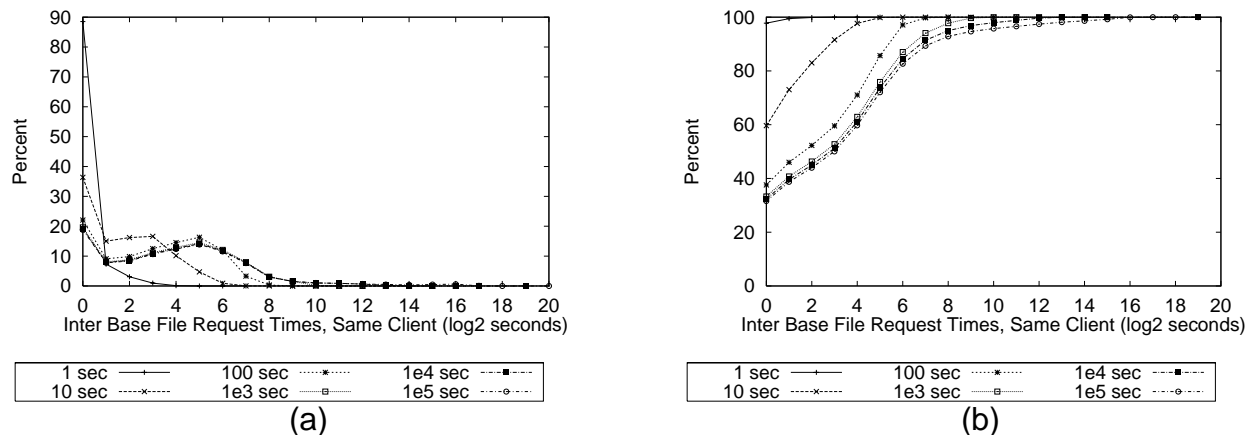 90
80
70
60
50
40
30
20
10
0
Percent
0 2 4 6 8 10 12 14 16 18 20
Inter Base File Request Times, Same Client (log2 seconds)
1 sec 100 sec 1e4 sec
10 sec 1e3 sec 1e5 sec
(a)
100
80
60
40
20
0
Percent
0 2 4 6 8 10 12 14 16 18 20
Inter Base File Request Times, Same Client (log2 seconds)
1 sec 100 sec 1e4 sec
10 sec 1e3 sec 1e5 sec
(b)